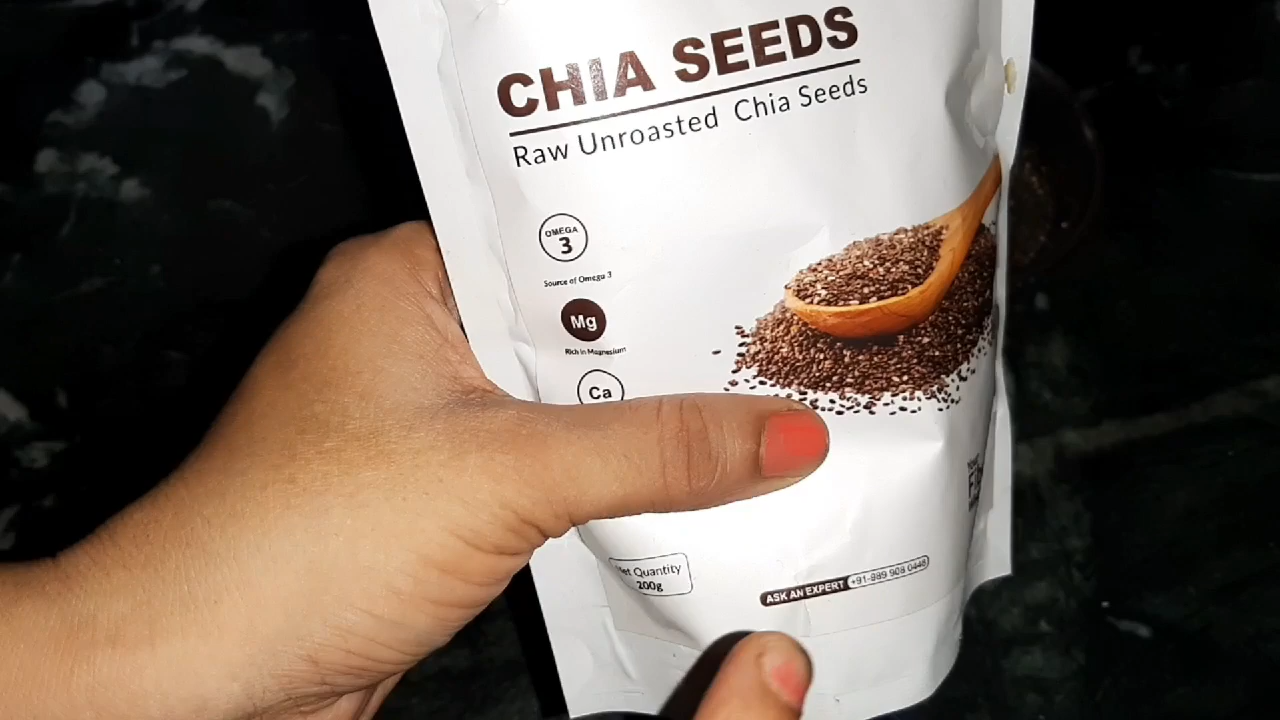 CHIA SEEDS
Raw Unroasted Chia Seeds
OMEGA
3
Source of Omega 3
Mg
Rich in Magnesium
Ca
Net Quantity
200g
ASK AN EXPERT +91-889 908 0448